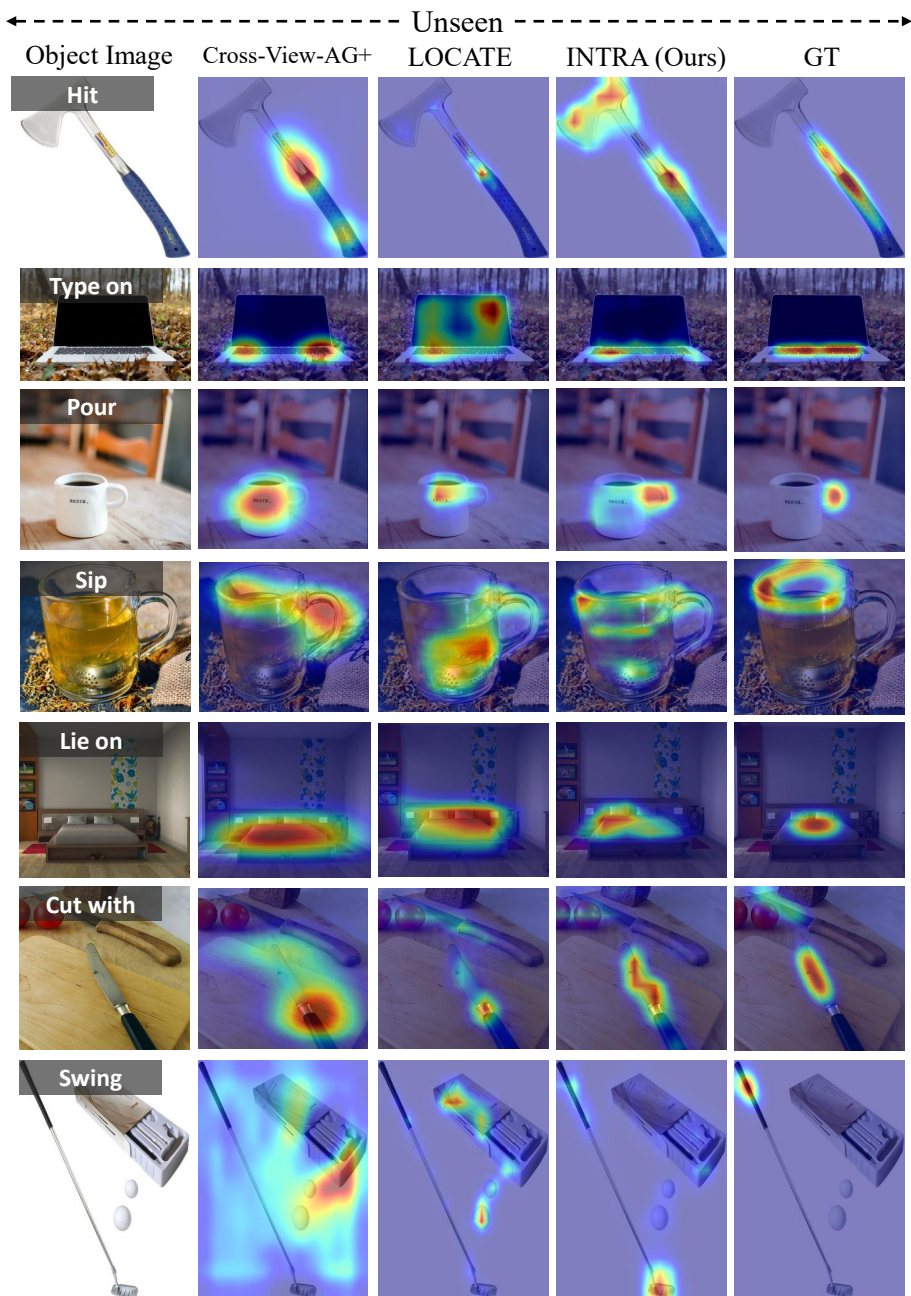 Unseen
Object Image Cross-View-AG+ LOCATE INTRA (Ours) GT
Hit
Type on
Pour
Sip
Lie on
Cut with
Swing